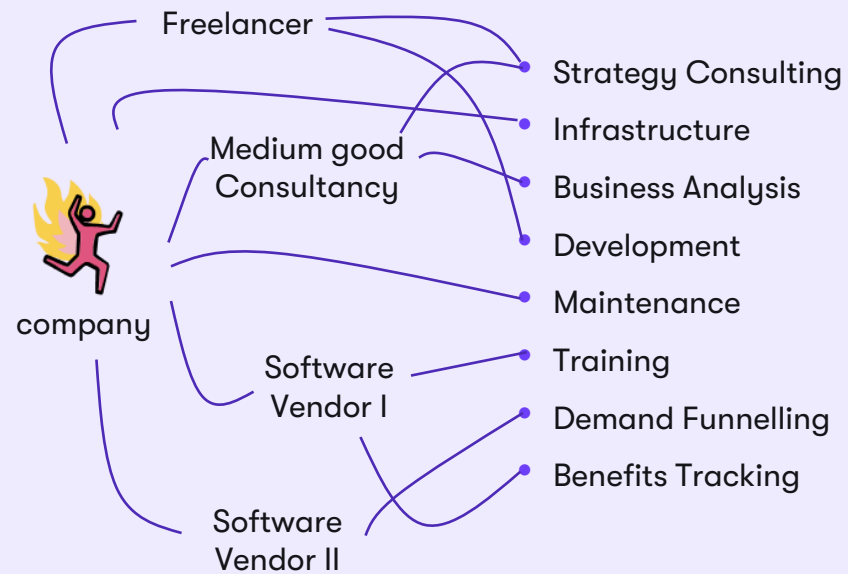 Freelancer
Strategy Consulting
Infrastructure
Medium good
Consultancy
Business Analysis
Development
Maintenance
company
Software
Vendor I
Training
Demand Funnelling
Benefits Tracking
Software
Vendor II